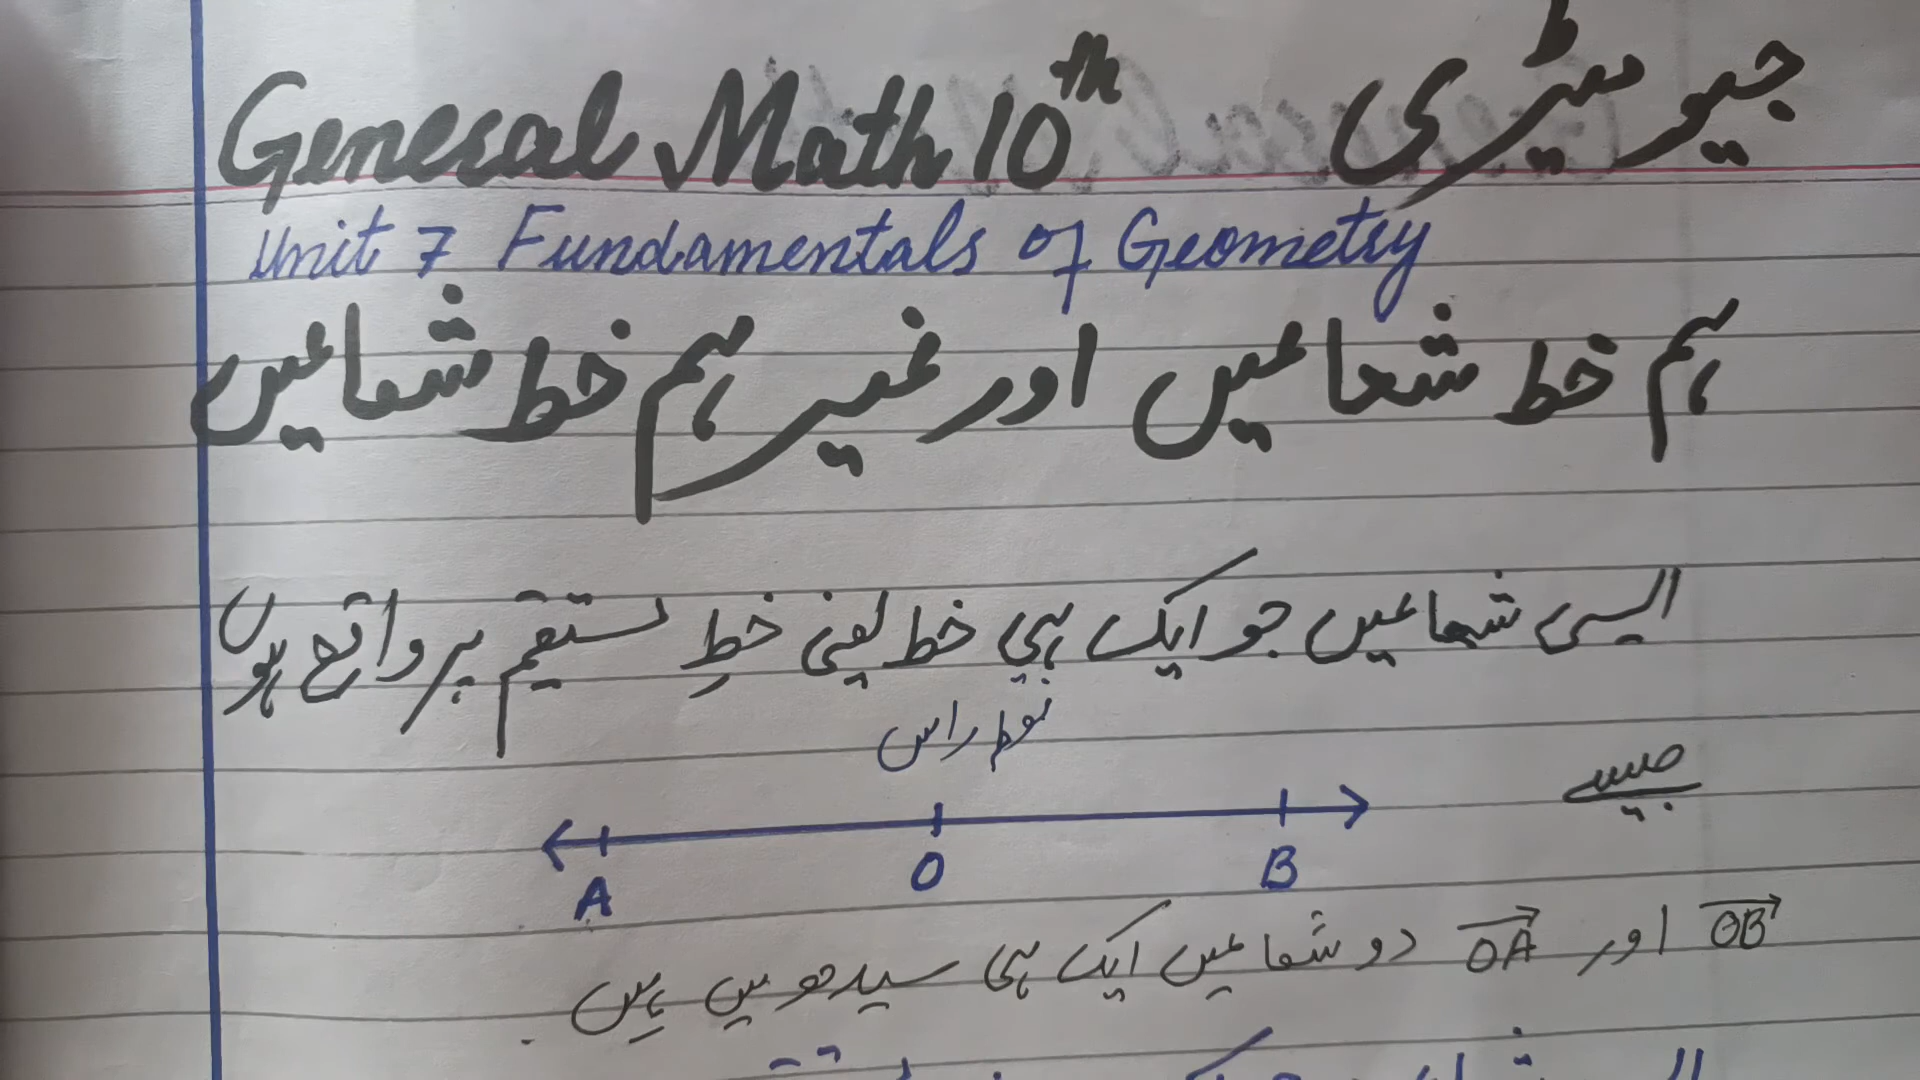 General Math 10th جیومیٹری
Unit 7 Fundamentals of Geometry
ہم خط شعاعیں اور غیر ہم خط شعاعیں
ایسی شعاعیں جو ایک ہی خط یعنی خطِ مستقیم پر واقع ہوں
نقطہ راس
جیسے
A O B
OB اور OA دو شعاعیں ایک ہی سیدھ میں ہیں